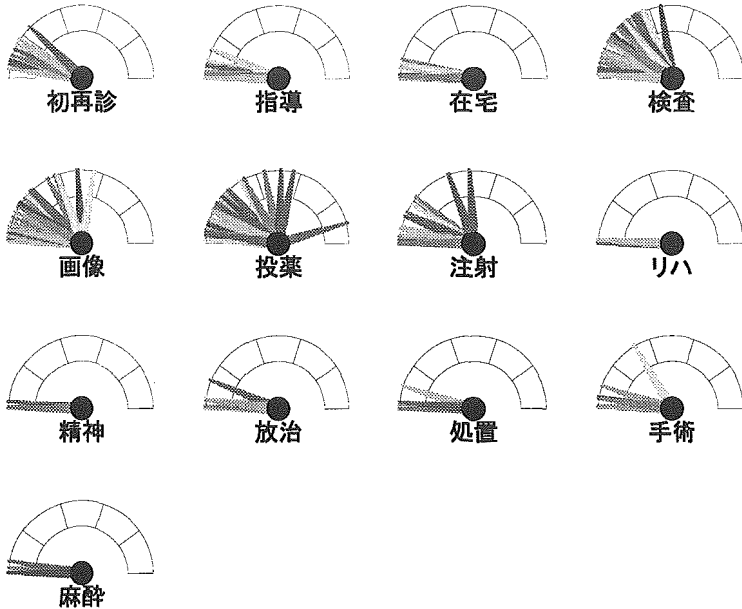 初再診
指導
在宅
検査
画像
投薬
注射
リハ
精神
放治
処置
手術
麻酔